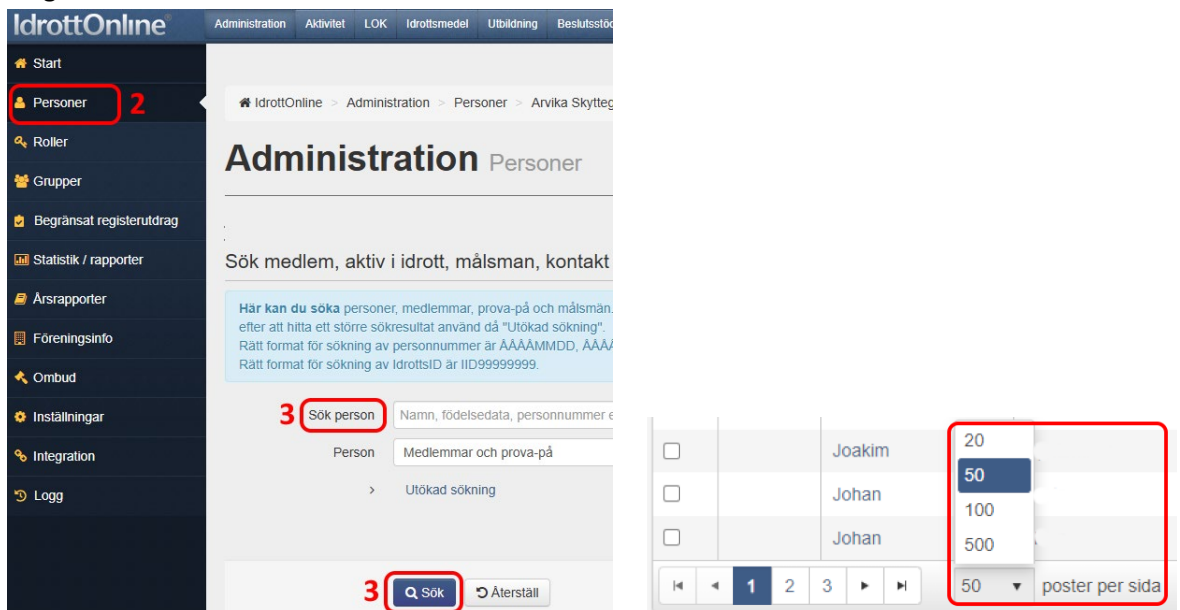 IdrottOnline
Administration Aktivitet LOK Idrottsmedel Utbildning Beslutsstöd
Start
Personer 2
Roller
Grupper
Begränsat registerutdrag
Statistik / rapporter
Årsrapporter
Föreningsinfo
Ombud
Inställningar
Integration
Logg
IdrottOnline > Administration > Personer > Arvika Skytteg
Administration Personer
Sök medlem, aktiv i idrott, målsman, kontakt
Här kan du söka personer, medlemmar, prova-på och målsmän.
efter att hitta ett större sökresultat använd då "Utökad sökning".
Rätt format för sökning av personnummer är ÅÅÅÅMMDD, ÅÅÅ
Rätt format för sökning av IdrottsID är IID99999999.
3 Sök person Namn, födelsedata, personnummer e
Person Medlemmar och prova-på
> Utökad sökning
3 Sök Återställ
Joakim
Johan
Johan
20
50
100
500
1 2 3 50 poster per sida